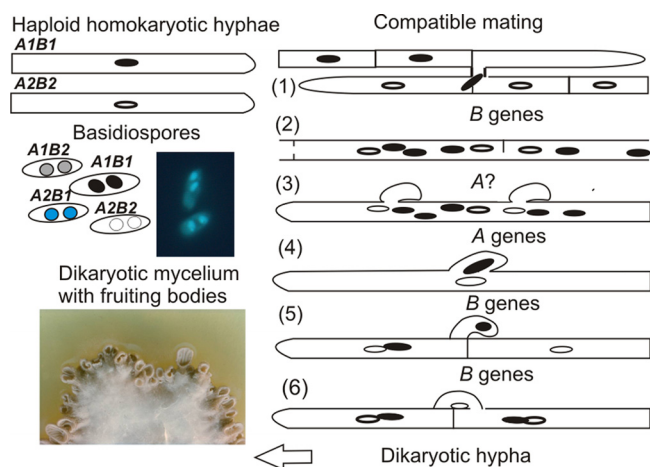 Haploid homokaryotic hyphae
A1B1
A2B2
Basidiospores
A1B2
A1B1
A2B1
A2B2
Dikaryotic mycelium
with fruiting bodies
Compatible mating
(1)
B genes
(2)
(3)
A?
A genes
(4)
B genes
(5)
B genes
(6)
Dikaryotic hypha